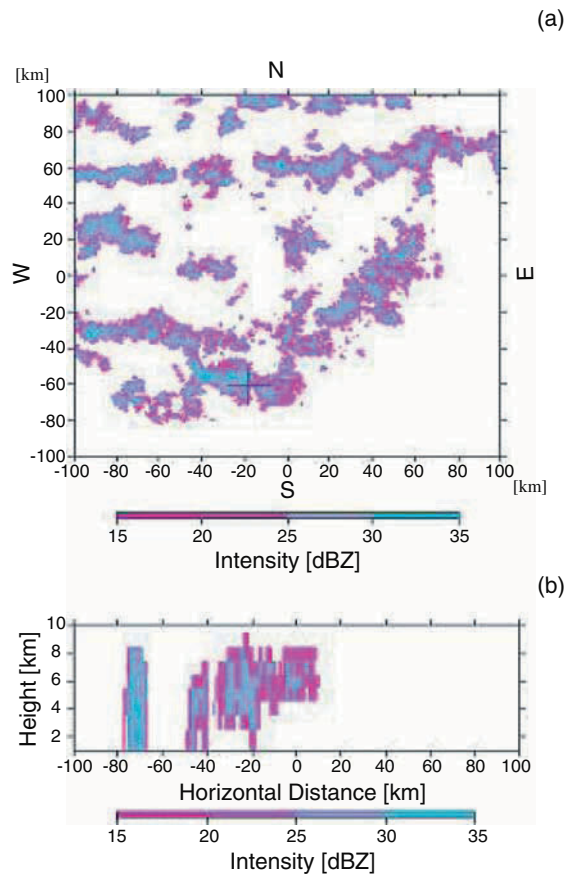 (a)
[km]
N
100
80
60
40
20
0
-20
-40
-60
-80
-100
W
E
-100 -80 -60 -40 -20 0 20 40 60 80 100
S
[km]
15 20 25 30 35
Intensity [dBZ]
(b)
10
8
6
4
2
Height [km]
-100 -80 -60 -40 -20 0 20 40 60 80 100
Horizontal Distance [km]
15 20 25 30 35
Intensity [dBZ]